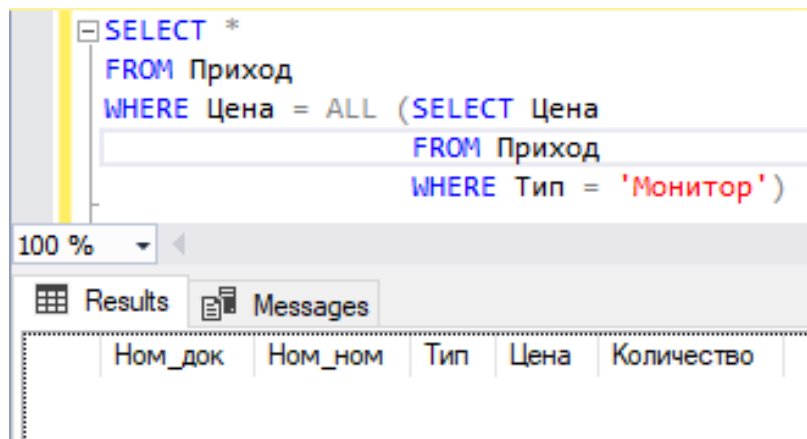 SELECT *
FROM Приход
WHERE Цена = ALL (SELECT Цена
FROM Приход
WHERE Тип = 'Монитор')
100 %
Results Messages
Ном_док Ном_ном Тип Цена Количество